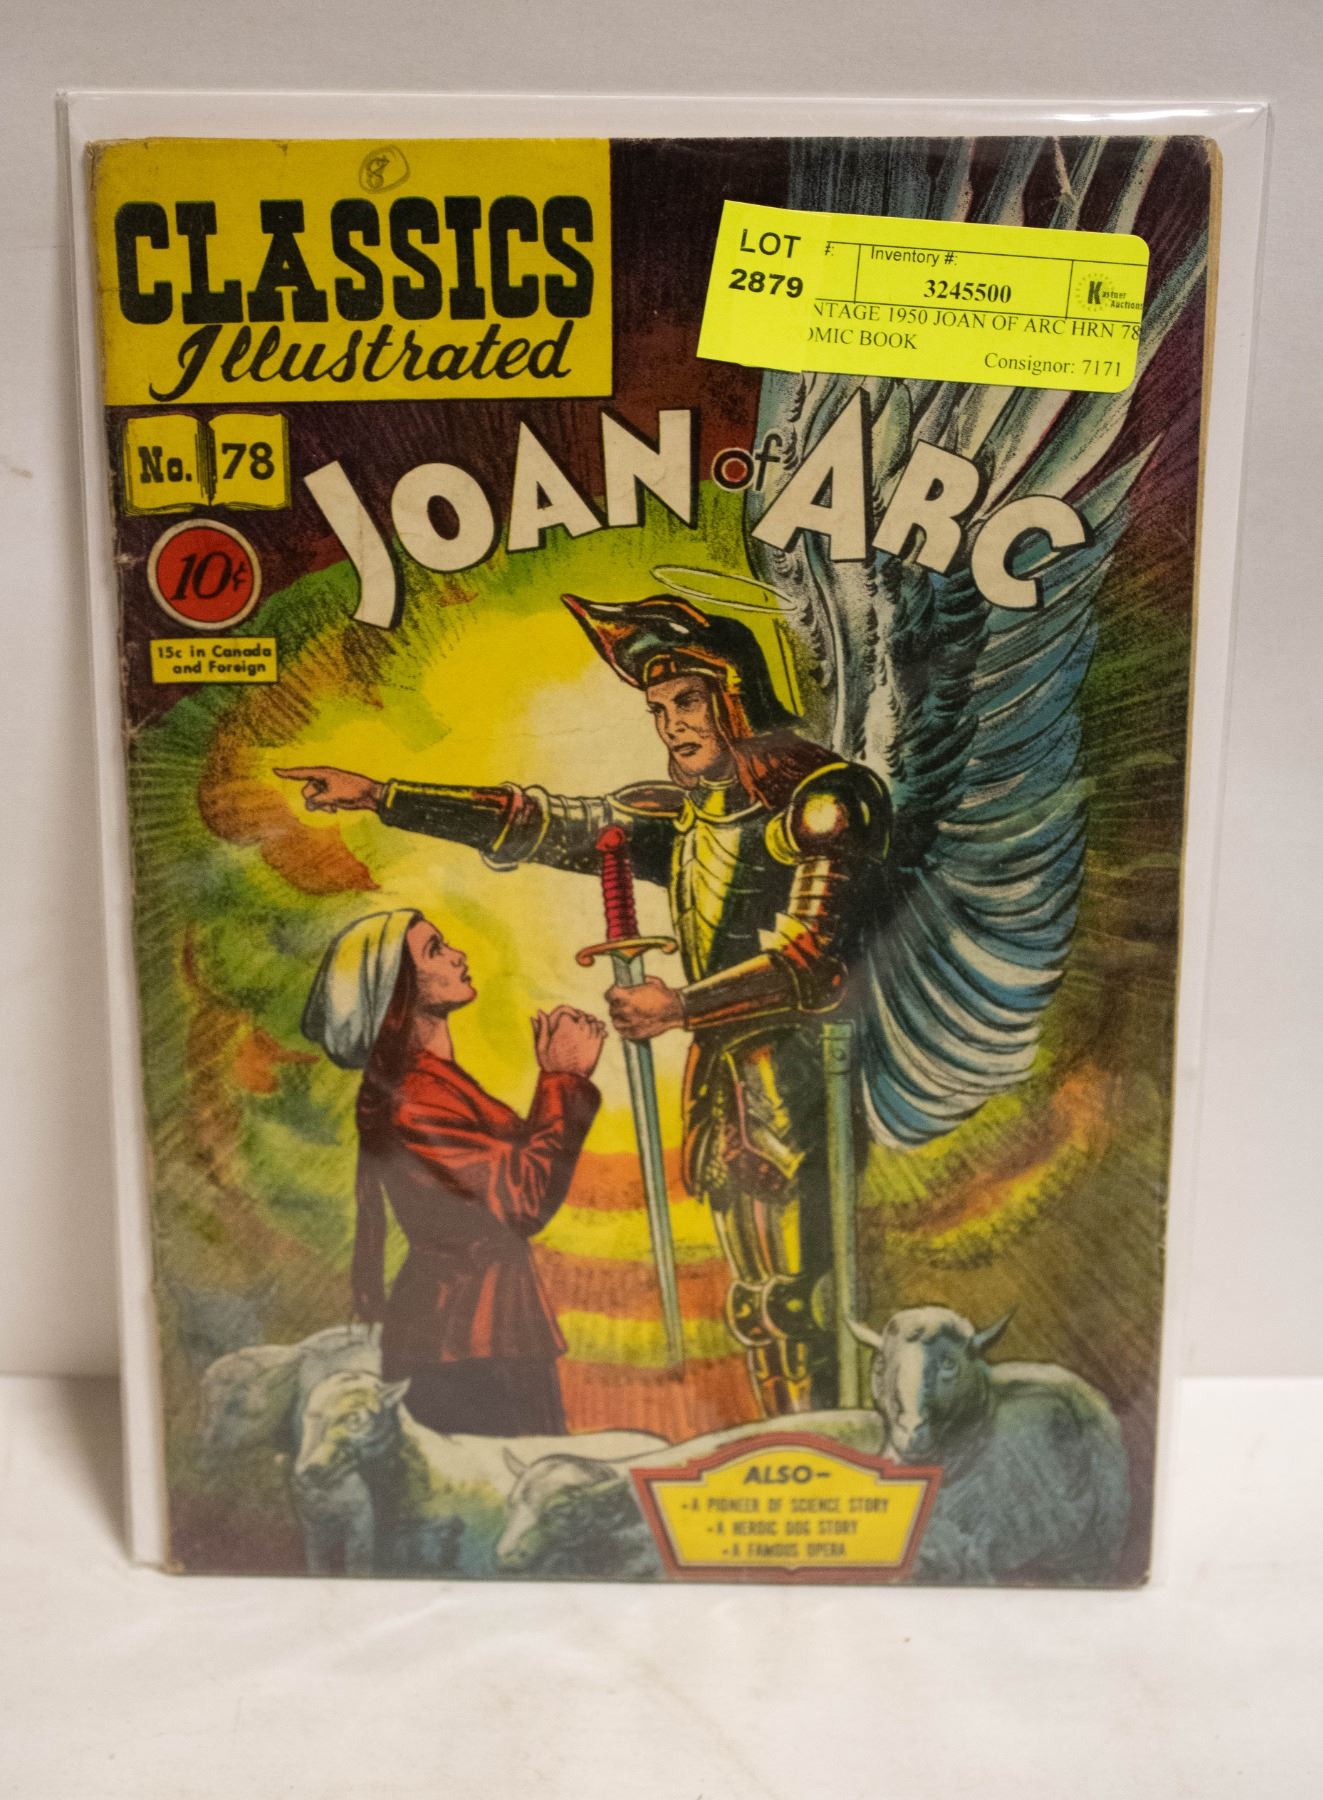 8
CLASSICS
Illustrated
LOT
2879
#:
Inventory #:
3245500
Kastner
Auctions
NTAGE 1950 JOAN OF ARC HRN 78
OMIC BOOK
Consignor: 7171
No. 78
JOAN of ARC
10¢
15c in Canada
and Foreign
ALSO-
-A PIONEER OF SCIENCE STORY
-A HEROIC DOG STORY
-A FAMOUS OPERA